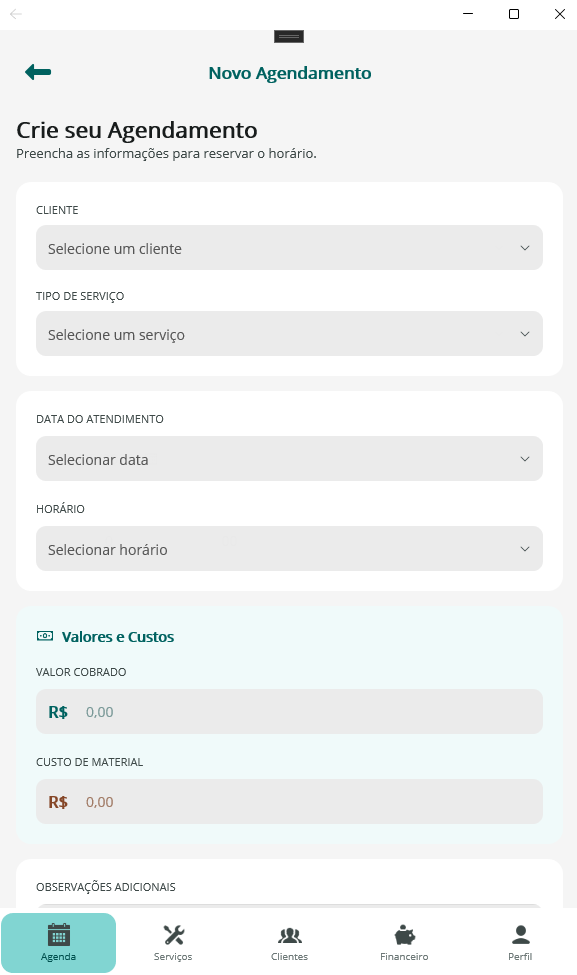 Novo Agendamento
Crie seu Agendamento
Preencha as informações para reservar o horário.
CLIENTE
Selecione um cliente
TIPO DE SERVIÇO
Selecione um serviço
DATA DO ATENDIMENTO
Selecionar data
HORÁRIO
Selecionar horário
Valores e Custos
VALOR COBRADO
R$ 0,00
CUSTO DE MATERIAL
R$ 0,00
OBSERVAÇÕES ADICIONAIS
Agenda Serviços Clientes Financeiro Perfil